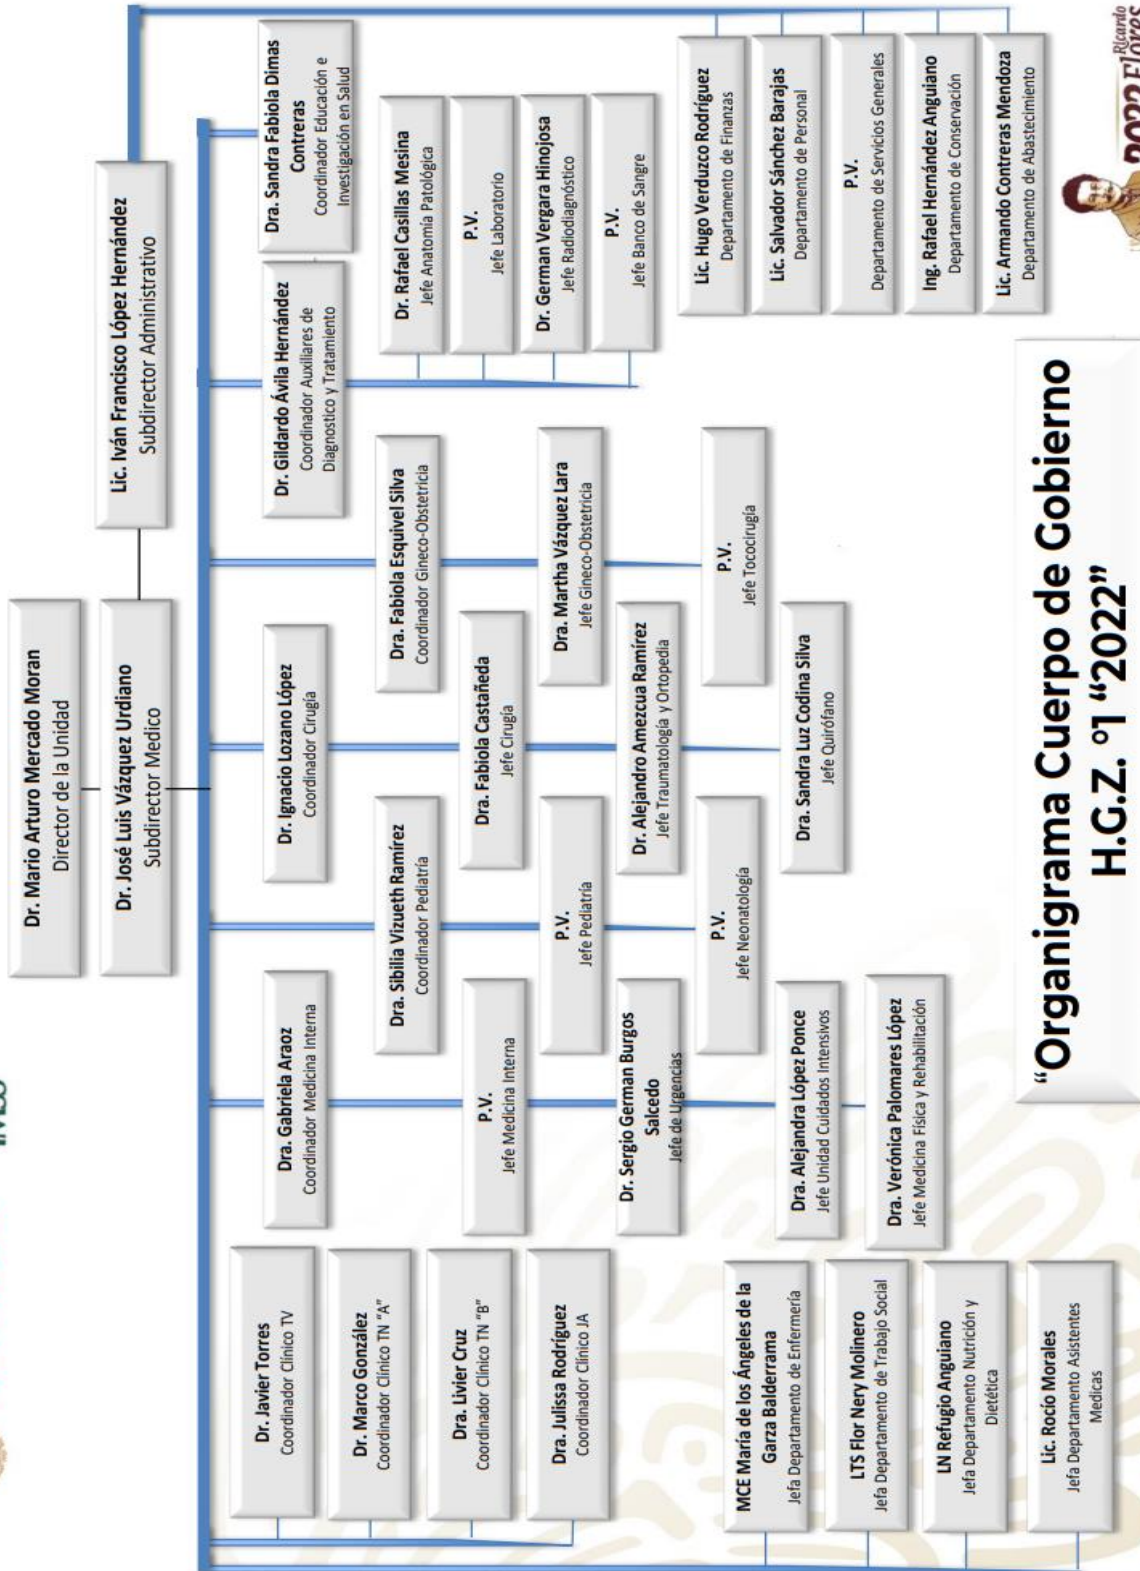 Dr. Mario Arturo Mercado Moran
Director de la Unidad
Dr. José Luis Vázquez Urdiano
Subdirector Medico
Lic. Iván Francisco López Hernández
Subdirector Administrativo
Dr. Javier Torres
Coordinador Clínico TV
Dr. Marco González
Coordinador Clínico TN “A”
Dra. Livier Cruz
Coordinador Clínico TN “B”
Dra. Julissa Rodríguez
Coordinador Clínico JA
MCE María de los Ángeles de la
Garza Balderrama
Jefa Departamento de Enfermería
LTS Flor Nery Molinero
Jefa Departamento de Trabajo Social
LN Refugio Anguiano
Jefa Departamento Nutrición y
Dietética
Lic. Rocío Morales
Jefa Departamento Asistentes
Medicas
Dra. Gabriela Araoz
Coordinador Medicina Interna
P.V.
Jefe Medicina Interna
Dr. Sergio German Burgos
Salcedo
Jefe de Urgencias
Dra. Alejandra López Ponce
Jefe Unidad Cuidados Intensivos
Dra. Verónica Palomares López
Jefe Medicina Física y Rehabilitación
Dra. Sibilia Vizueth Ramírez
Coordinador Pediatría
P.V.
Jefe Pediatría
P.V.
Jefe Neonatología
Dr. Ignacio Lozano López
Coordinador Cirugía
Dra. Fabiola Castañeda
Jefe Cirugía
Dr. Alejandro Amezcua Ramírez
Jefe Traumatología y Ortopedia
Dra. Sandra Luz Codina Silva
Jefe Quirófano
Dra. Fabiola Esquivel Silva
Coordinador Gineco-Obstetricia
Dra. Martha Vázquez Lara
Jefe Gineco-Obstetricia
P.V.
Jefe Tococirugía
Dr. Gildardo Ávila Hernández
Coordinador Auxiliares de
Diagnostico y Tratamiento
Dr. Rafael Casillas Mesina
Jefe Anatomía Patológica
P.V.
Jefe Laboratorio
Dr. German Vergara Hinojosa
Jefe Radiodiagnóstico
P.V.
Jefe Banco de Sangre
Dra. Sandra Fabiola Dimas
Contreras
Coordinador Educación e
Investigación en Salud
Lic. Hugo Verduzco Rodríguez
Departamento de Finanzas
Lic. Salvador Sánchez Barajas
Departamento de Personal
P.V.
Departamento de Servicios Generales
Ing. Rafael Hernández Anguiano
Departamento de Conservación
Lic. Armando Contreras Mendoza
Departamento de Abastecimiento
“Organigrama Cuerpo de Gobierno
H.G.Z. °1 “2022”
Ricardo
2022 Flores